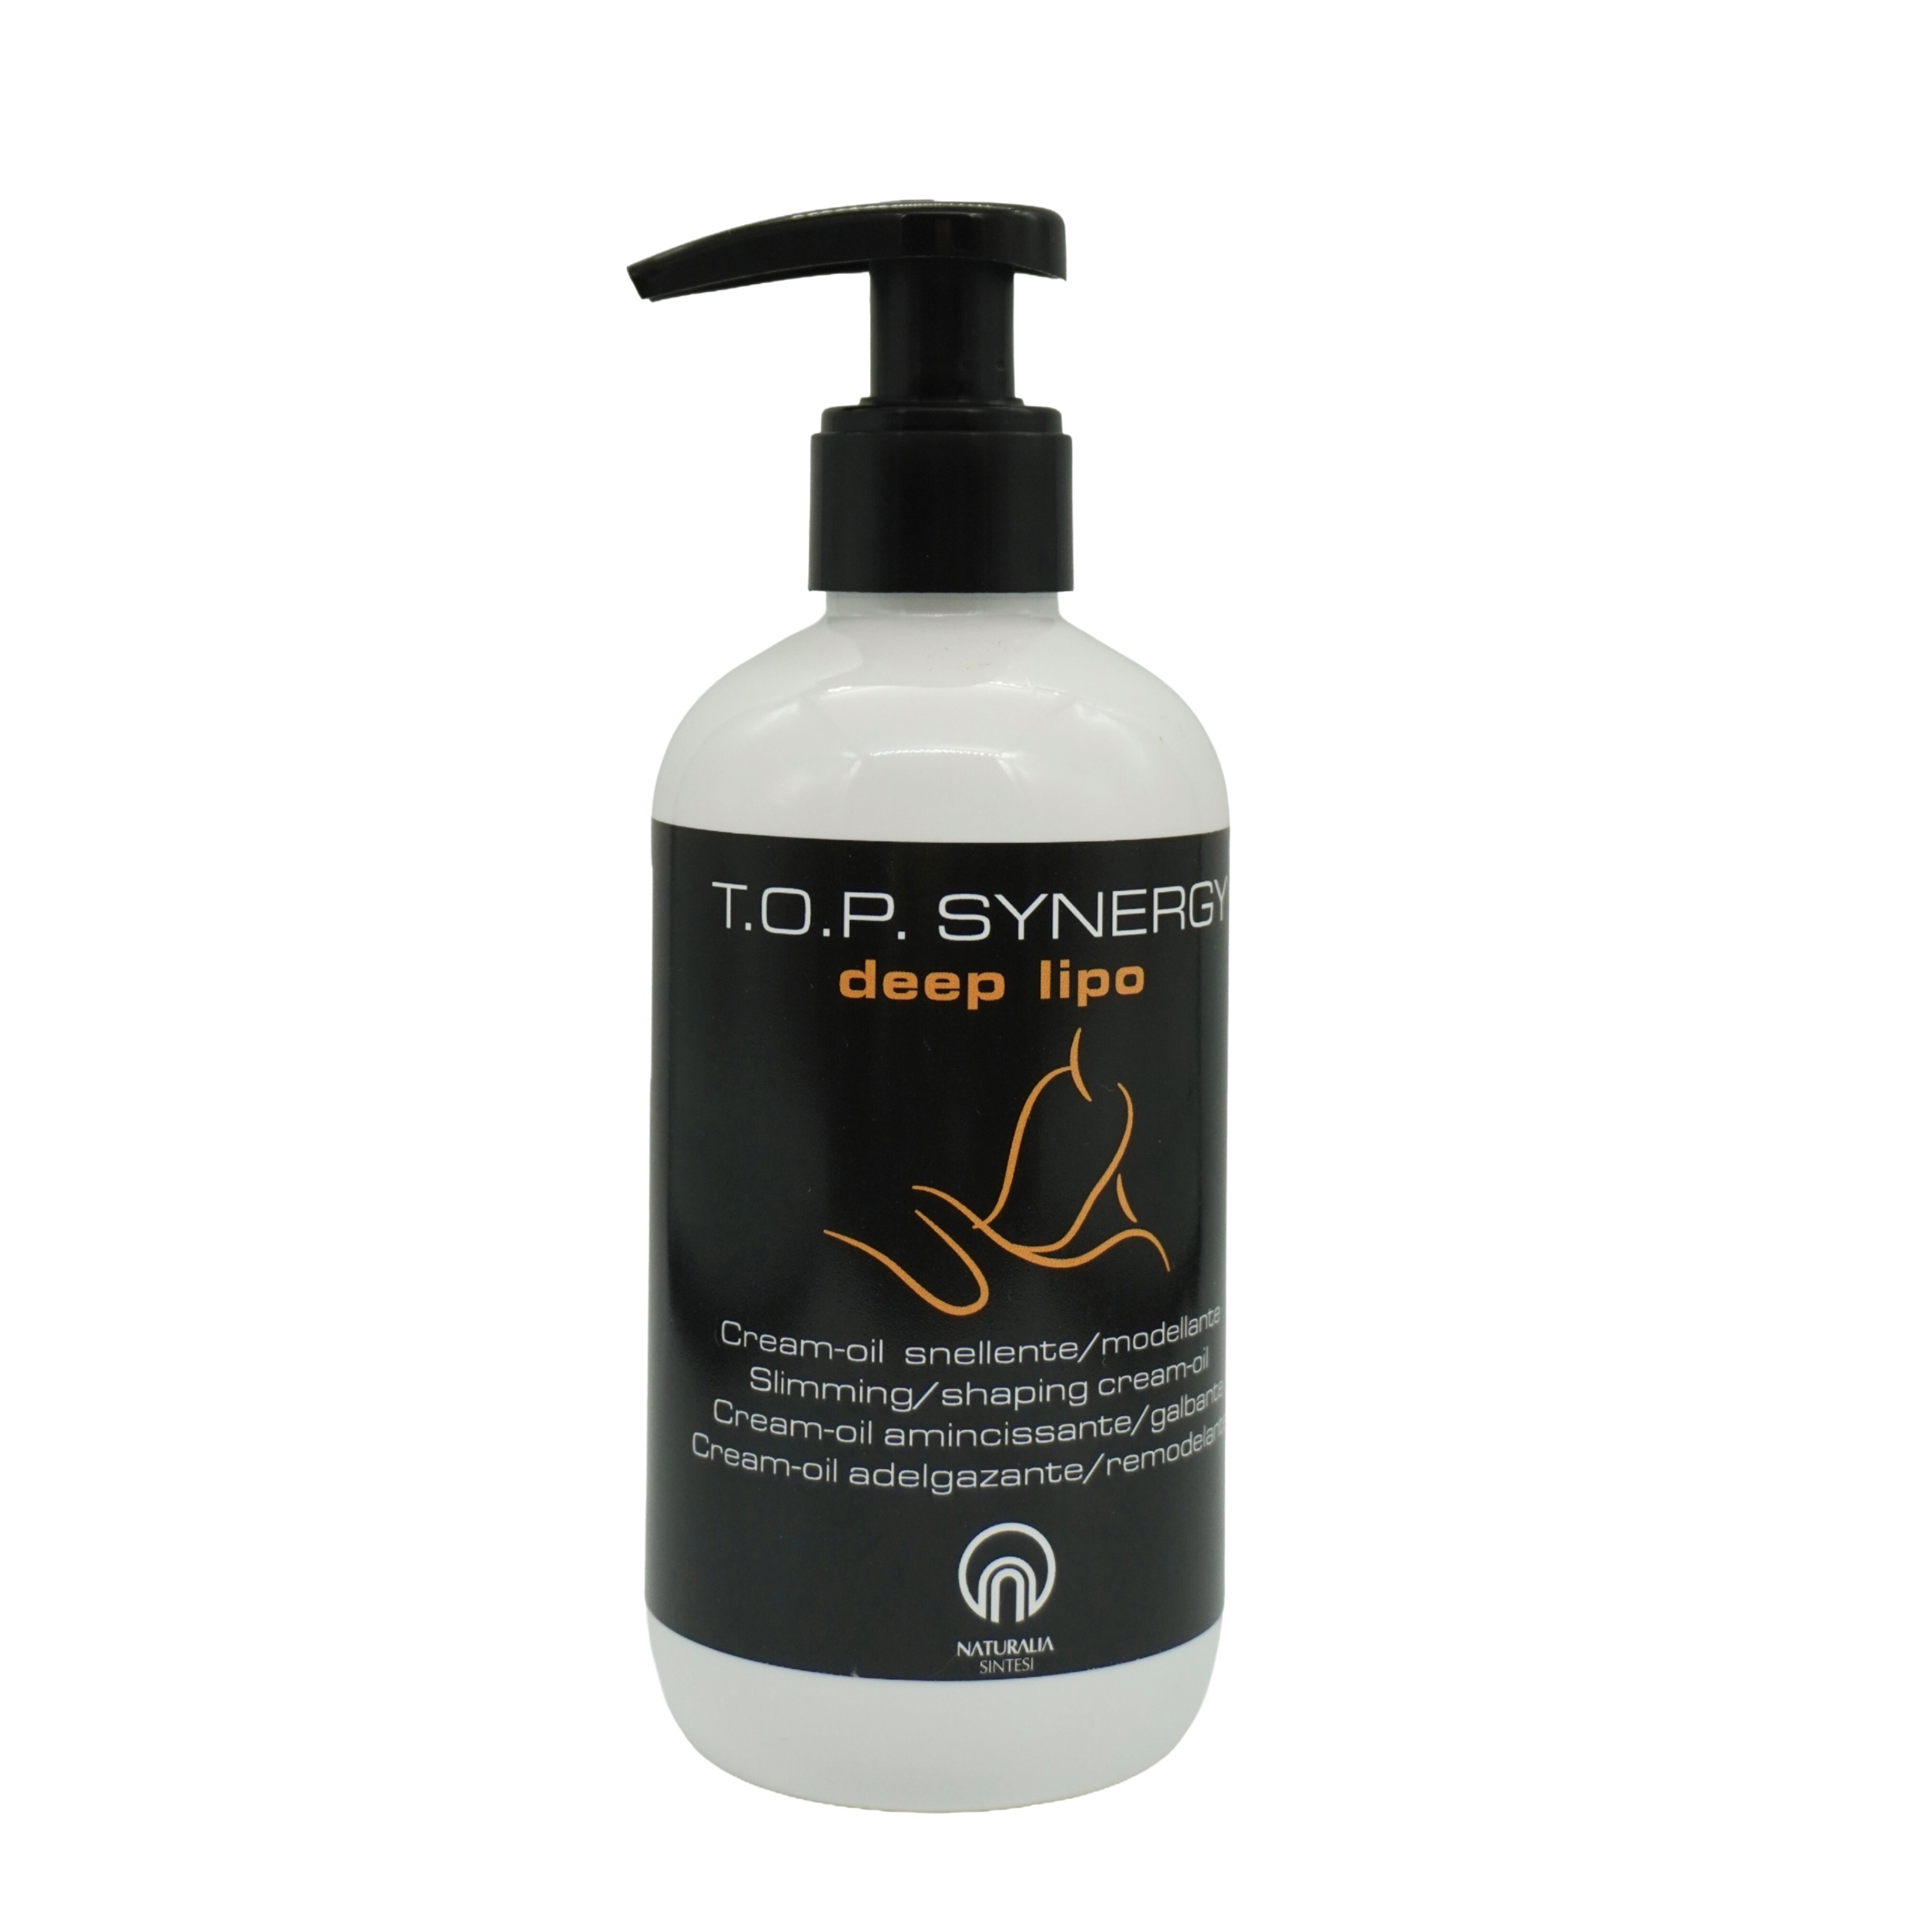 T.O.P. SYNERGY
deep lipo
Cream-oil snellente/modellante
Slimming/shaping cream-oil
Cream-oil amincissante/galbante
Cream-oil adelgazante/
NATURALIA
SINTESI